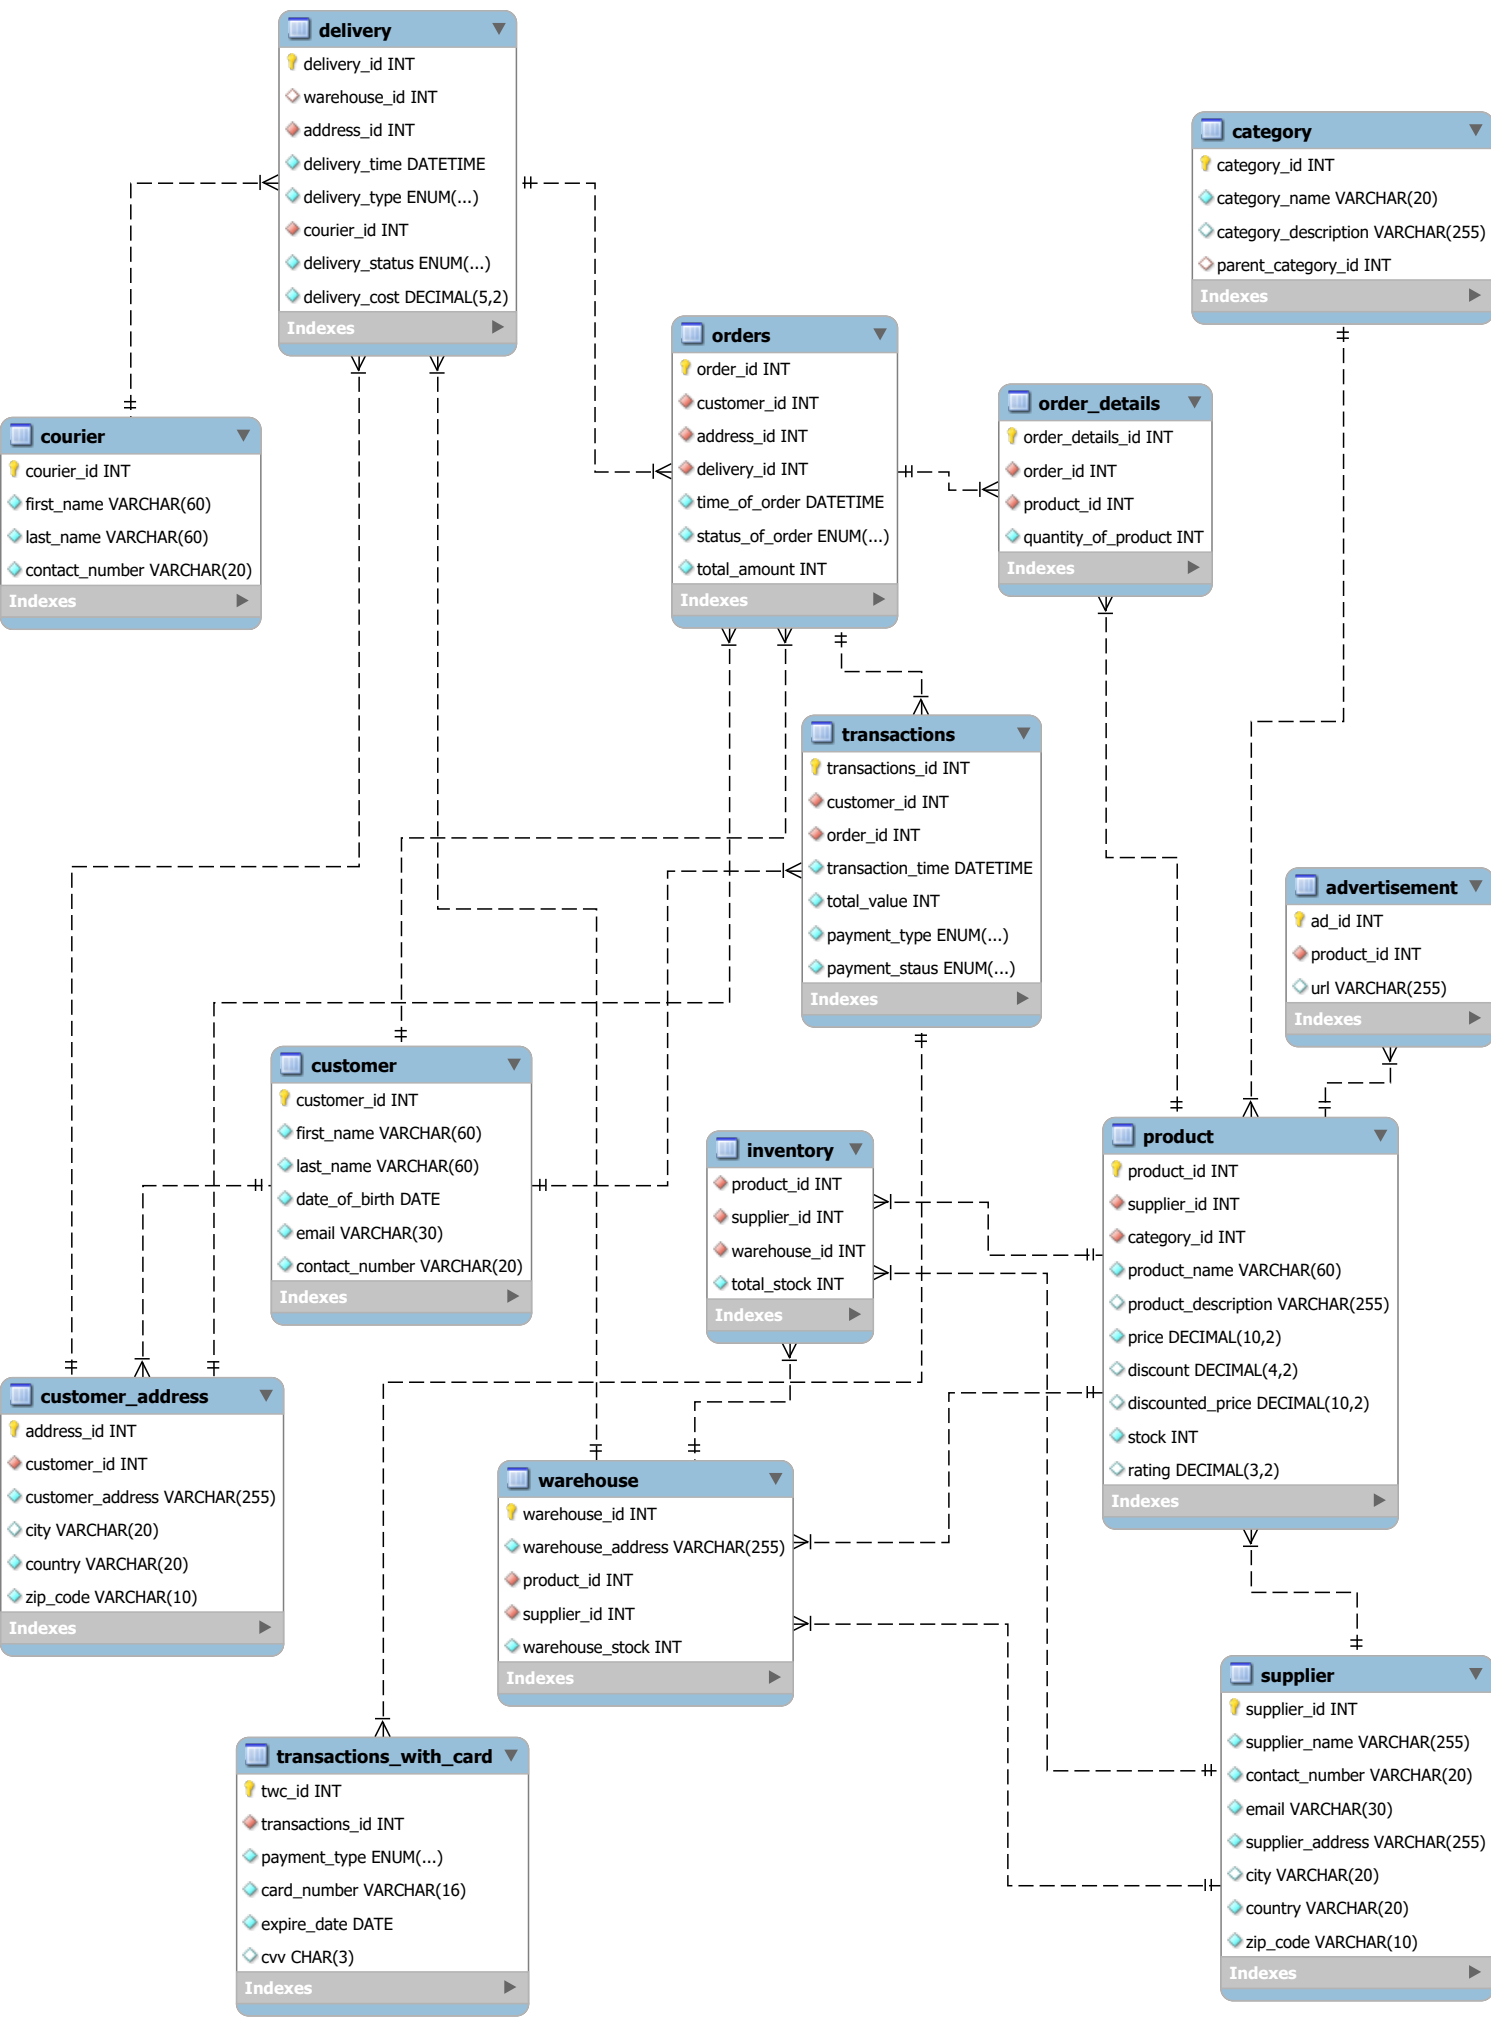 delivery
delivery_id INT
warehouse_id INT
address_id INT
delivery_time DATETIME
delivery_type ENUM(...)
courier_id INT
delivery_status ENUM(...)
delivery_cost DECIMAL(5,2)
Indexes
category
category_id INT
category_name VARCHAR(20)
category_description VARCHAR(255)
parent_category_id INT
Indexes
orders
order_id INT
customer_id INT
address_id INT
delivery_id INT
time_of_order DATETIME
status_of_order ENUM(...)
total_amount INT
Indexes
order_details
order_details_id INT
order_id INT
product_id INT
quantity_of_product INT
Indexes
courier
courier_id INT
first_name VARCHAR(60)
last_name VARCHAR(60)
contact_number VARCHAR(20)
Indexes
transactions
transactions_id INT
customer_id INT
order_id INT
transaction_time DATETIME
total_value INT
payment_type ENUM(...)
payment_staus ENUM(...)
Indexes
advertisement
ad_id INT
product_id INT
url VARCHAR(255)
Indexes
customer
customer_id INT
first_name VARCHAR(60)
last_name VARCHAR(60)
date_of_birth DATE
email VARCHAR(30)
contact_number VARCHAR(20)
Indexes
inventory
product_id INT
supplier_id INT
warehouse_id INT
total_stock INT
Indexes
product
product_id INT
supplier_id INT
category_id INT
product_name VARCHAR(60)
product_description VARCHAR(255)
price DECIMAL(10,2)
discount DECIMAL(4,2)
discounted_price DECIMAL(10,2)
stock INT
rating DECIMAL(3,2)
Indexes
customer_address
address_id INT
customer_id INT
customer_address VARCHAR(255)
city VARCHAR(20)
country VARCHAR(20)
zip_code VARCHAR(10)
Indexes
warehouse
warehouse_id INT
warehouse_address VARCHAR(255)
product_id INT
supplier_id INT
warehouse_stock INT
Indexes
supplier
supplier_id INT
supplier_name VARCHAR(255)
contact_number VARCHAR(20)
email VARCHAR(30)
supplier_address VARCHAR(255)
city VARCHAR(20)
country VARCHAR(20)
zip_code VARCHAR(10)
Indexes
transactions_with_card
twc_id INT
transactions_id INT
payment_type ENUM(...)
card_number VARCHAR(16)
expire_date DATE
cvv CHAR(3)
Indexes